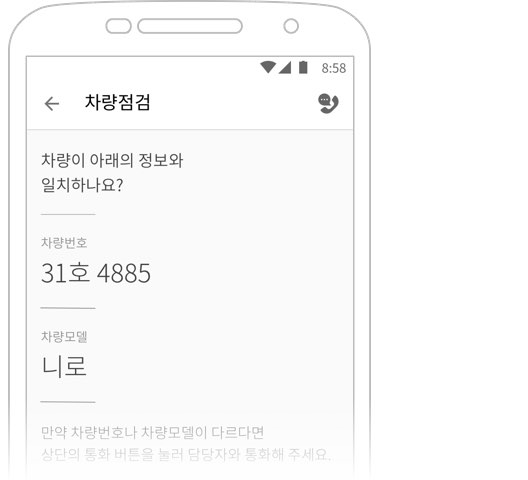 8:58
차량점검
차량이 아래의 정보와
일치하나요?
차량번호
31호 4885
차량모델
니로
만약 차량번호나 차량모델이 다르다면
상단의 통화 버튼을 눌러 담당자와 통화해 주세요.